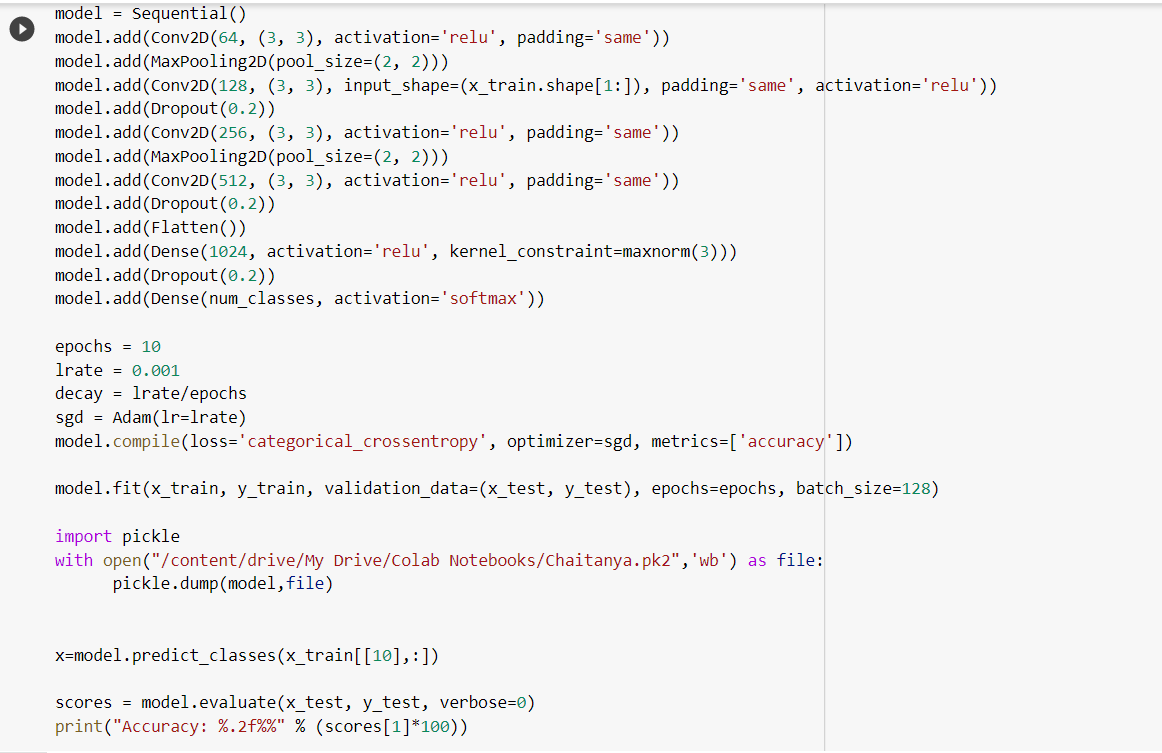 model = Sequential()
model.add(Conv2D(64, (3, 3), activation='relu', padding='same'))
model.add(MaxPooling2D(pool_size=(2, 2)))
model.add(Conv2D(128, (3, 3), input_shape=(x_train.shape[1:]), padding='same', activation='relu'))
model.add(Dropout(0.2))
model.add(Conv2D(256, (3, 3), activation='relu', padding='same'))
model.add(MaxPooling2D(pool_size=(2, 2)))
model.add(Conv2D(512, (3, 3), activation='relu', padding='same'))
model.add(Dropout(0.2))
model.add(Flatten())
model.add(Dense(1024, activation='relu', kernel_constraint=maxnorm(3)))
model.add(Dropout(0.2))
model.add(Dense(num_classes, activation='softmax'))

epochs = 10
lrate = 0.001
decay = lrate/epochs
sgd = Adam(lr=lrate)
model.compile(loss='categorical_crossentropy', optimizer=sgd, metrics=['accuracy'])

model.fit(x_train, y_train, validation_data=(x_test, y_test), epochs=epochs, batch_size=128)

import pickle
with open("/content/drive/My Drive/Colab Notebooks/Chaitanya.pk2",'wb') as file:
      pickle.dump(model,file)


x=model.predict_classes(x_train[[10],:])

scores = model.evaluate(x_test, y_test, verbose=0)
print("Accuracy: %.2f%%" % (scores[1]*100))